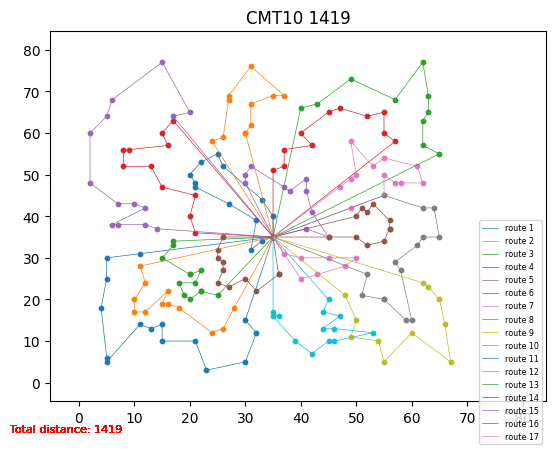 CMT10 1419
80
70
60
50
40
30
20
10
0
0
10
20
30
40
50
60
70
80
route 1
route 2
route 3
route 4
route 5
route 6
route 7
route 8
route 9
route 10
route 11
route 12
route 13
route 14
route 15
route 16
route 17
Total distance: 1419